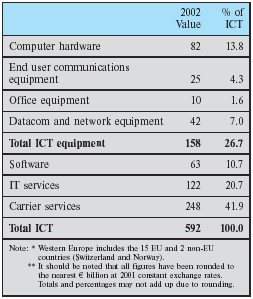 2002 % of
Value ICT
Computer hardware 82 13.8
End user communications
equipment 25 4.3
Office equipment 10 1.6
Datacom and network equipment 42 7.0
Total ICT equipment 158 26.7
Software 63 10.7
IT services 122 20.7
Carrier services 248 41.9
Total ICT 592 100.0
Note: * Western Europe includes the 15 EU and 2 non-EU
countries (Switzerland and Norway).
** It should be noted that all figures have been rounded to
the nearest € billion at 2001 constant exchange rates.
Totals and percentages may not add up due to rounding.